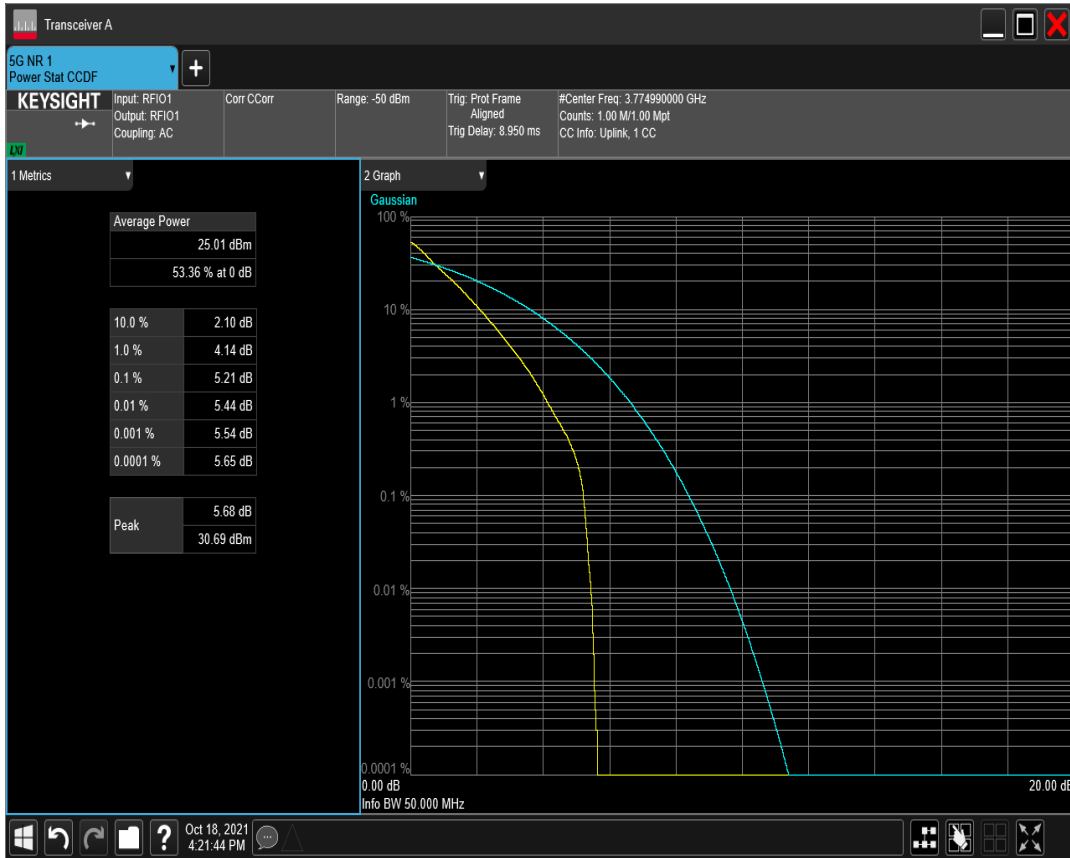 Transceiver A
5G NR 1
Power Stat CCDF
KEYSIGHT
LXI
Input: RFIO1
Output: RFIO1
Coupling: AC
Corr CCorr
Range: -50 dBm
Trig: Prot Frame
Aligned
Trig Delay: 8.950 ms
#Center Freq: 3.774990000 GHz
Counts: 1.00 M/1.00 Mpt
CC Info: Uplink, 1 CC
1 Metrics
Average Power
25.01 dBm
53.36 % at 0 dB
10.0 % 2.10 dB
1.0 % 4.14 dB
0.1 % 5.21 dB
0.01 % 5.44 dB
0.001 % 5.54 dB
0.0001 % 5.65 dB
Peak 5.68 dB
30.69 dBm
2 Graph
Gaussian
100 %
10 %
1 %
0.1 %
0.01 %
0.001 %
0.0001 %
0.00 dB 20.00 dB
Info BW 50.000 MHz
?
Oct 18, 2021
4:21:44 PM